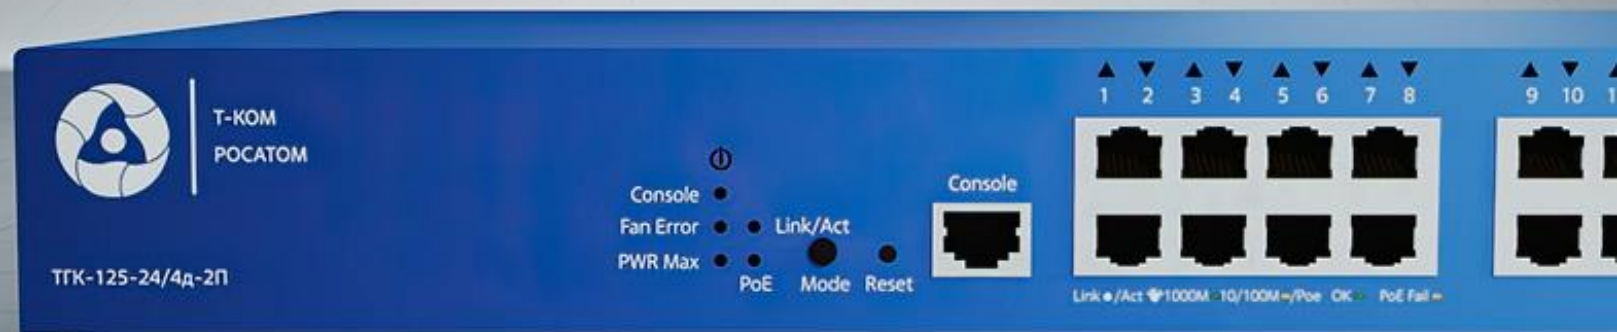 Т-КОМ
РОСАТОМ
ТГК-125-24/4д-2П
Console
Fan Error
Link/Act
PWR Max
PoE
Mode
Reset
Console
1 2 3 4 5 6 7 8
9 10
Link /Act 1000M 10/100M /Poe OK PoE Fail